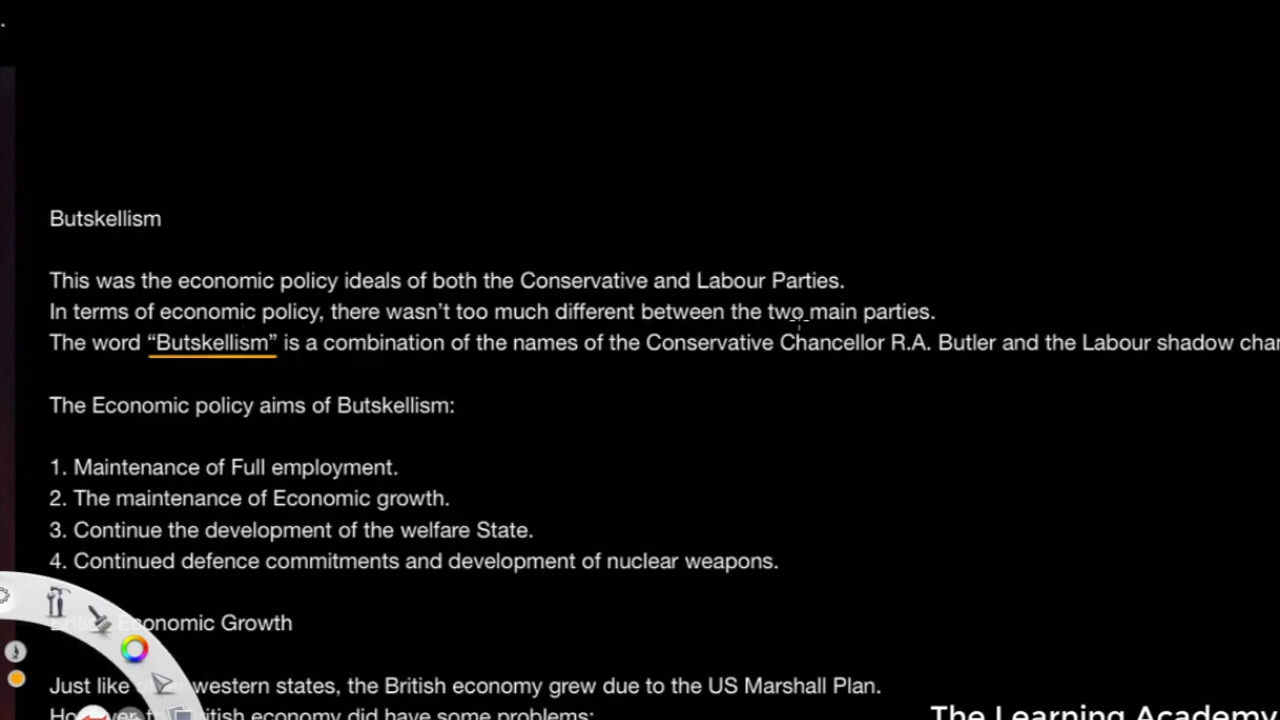 Butskellism
This was the economic policy ideals of both the Conservative and Labour Parties.
In terms of economic policy, there wasn't too much different between the two main parties.
The word “Butskellism” is a combination of the names of the Conservative Chancellor R.A. Butler and the Labour shadow
The Economic policy aims of Butskellism:
1. Maintenance of Full employment.
2. The maintenance of Economic growth.
3. Continue the development of the welfare State.
4. Continued defence commitments and development of nuclear weapons.
Economic Growth
Just like western states, the British economy grew due to the US Marshall Plan.
economy did have some problems:
The Learning Academy